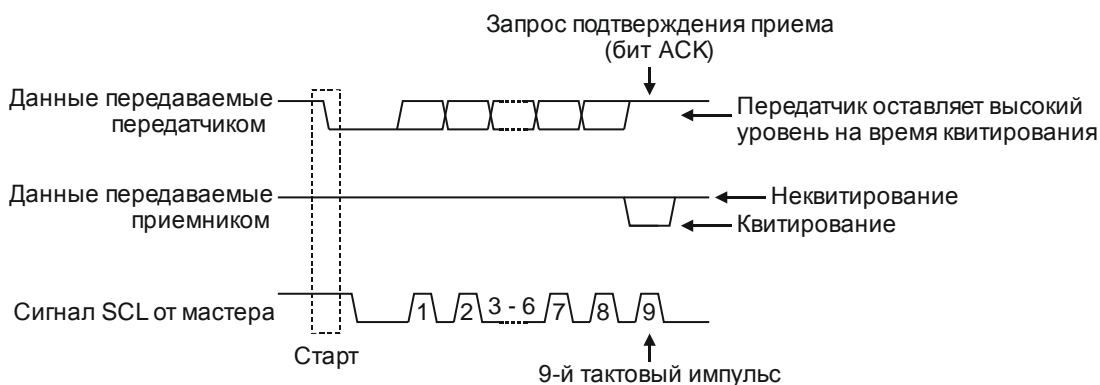 Запрос подтверждения приема
(бит ACK)
Данные передаваемые
передатчиком
Передатчик оставляет высокий
уровень на время квитирования
Данные передаваемые
приемником
Неквитирование
Квитирование
Сигнал SCL от мастера
1 2 3 - 6 7 8 9
Старт
9-й тактовый импульс